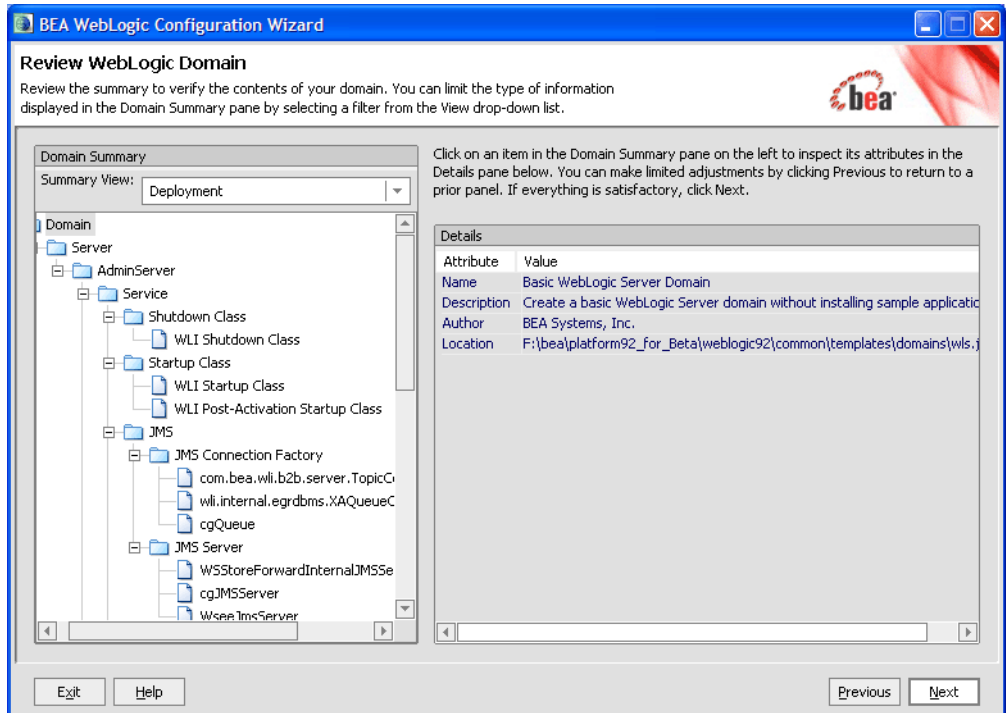 BEA WebLogic Configuration Wizard
Review WebLogic Domain
Review the summary to verify the contents of your domain. You can limit the type of information
displayed in the Domain Summary pane by selecting a filter from the View drop-down list.
bea
Domain Summary
Summary View:
Deployment
Domain
Server
AdminServer
Service
Shutdown Class
WLI Shutdown Class
Startup Class
WLI Startup Class
WLI Post-Activation Startup Class
JMS
JMS Connection Factory
com.bea.wli.b2b.server.TopicC
wli.internal.egrdbms.XAQueueC
cgQueue
JMS Server
WSStoreForwardInternalJMSSe
cgJMSServer
WseeJmsServer
Click on an item in the Domain Summary pane on the left to inspect its attributes in the
Details pane below. You can make limited adjustments by clicking Previous to return to a
prior panel. If everything is satisfactory, click Next.
Details
Attribute Value
Name Basic WebLogic Server Domain
Description Create a basic WebLogic Server domain without installing sample applicatic
Author BEA Systems, Inc.
Location F:\bea\platform92_for_Beta\weblogic92\common\templates\domains\wls.j
Exit Help Previous Next